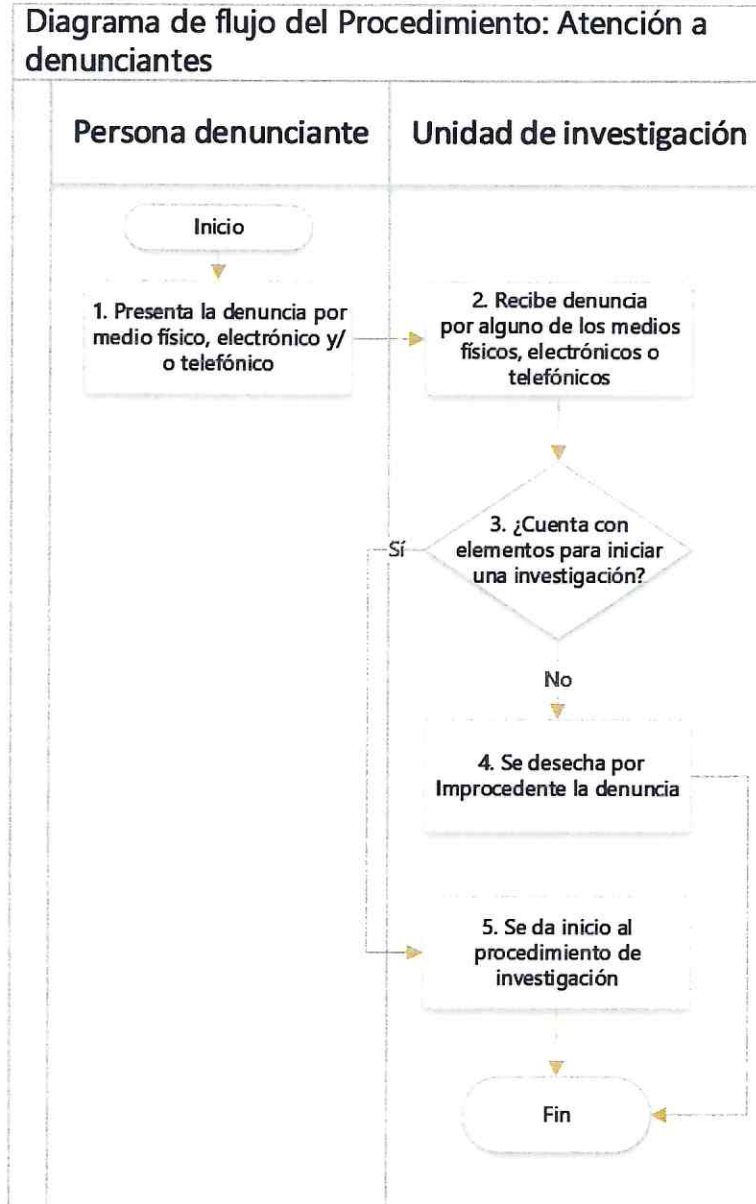 Diagrama de flujo del Procedimiento: Atención a
denunciantes
Persona denunciante
Unidad de investigación
Inicio
1. Presenta la denuncia por
medio físico, electrónico y/
o telefónico
2. Recibe denuncia
por alguno de los medios
físicos, electrónicos o
telefónicos
3. ¿Cuenta con
elementos para iniciar
una investigación?
Sí
No
4. Se desecha por
Improcedente la denuncia
5. Se da inicio al
procedimiento de
investigación
Fin